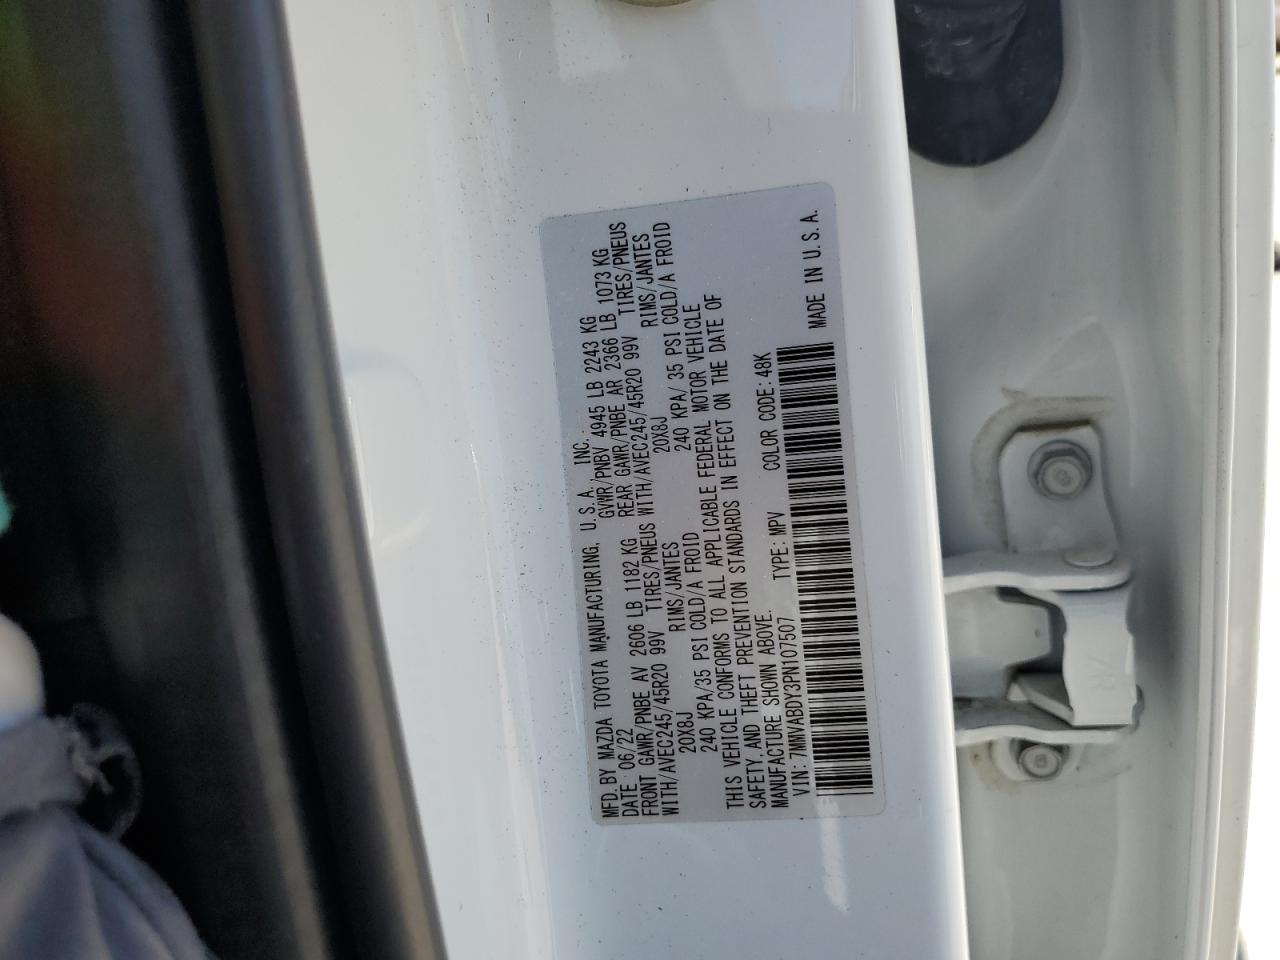 MFD. BY MAZDA TOYOTA MANUFACTURING, U.S.A. INC.
DATE 06/22 GVWR/PNBV 4945 LB 2243 KG
FRONT GAWR/PNBE AV 2606 LB 1182 KG REAR GAWR/PNBE AR 2366 LB 1073 KG
WITH/AVEC245/45R20 99V TIRES/PNEUS WITH/AVEC245/45R20 99V TIRES/PNEUS
20X8J RIMS/JANTES 20X8J RIMS/JANTES
240 KPA/35 PSI COLD/A FROID 240 KPA/ 35 PSI COLD/A FROID
THIS VEHICLE CONFORMS TO ALL APPLICABLE FEDERAL MOTOR VEHICLE
SAFETY AND THEFT PREVENTION STANDARDS IN EFFECT ON THE DATE OF
MANUFACTURE SHOWN ABOVE.
VIN:7MMVABDY3PN107507 TYPE:MPV COLOR CODE:48K
MADE IN U.S.A.